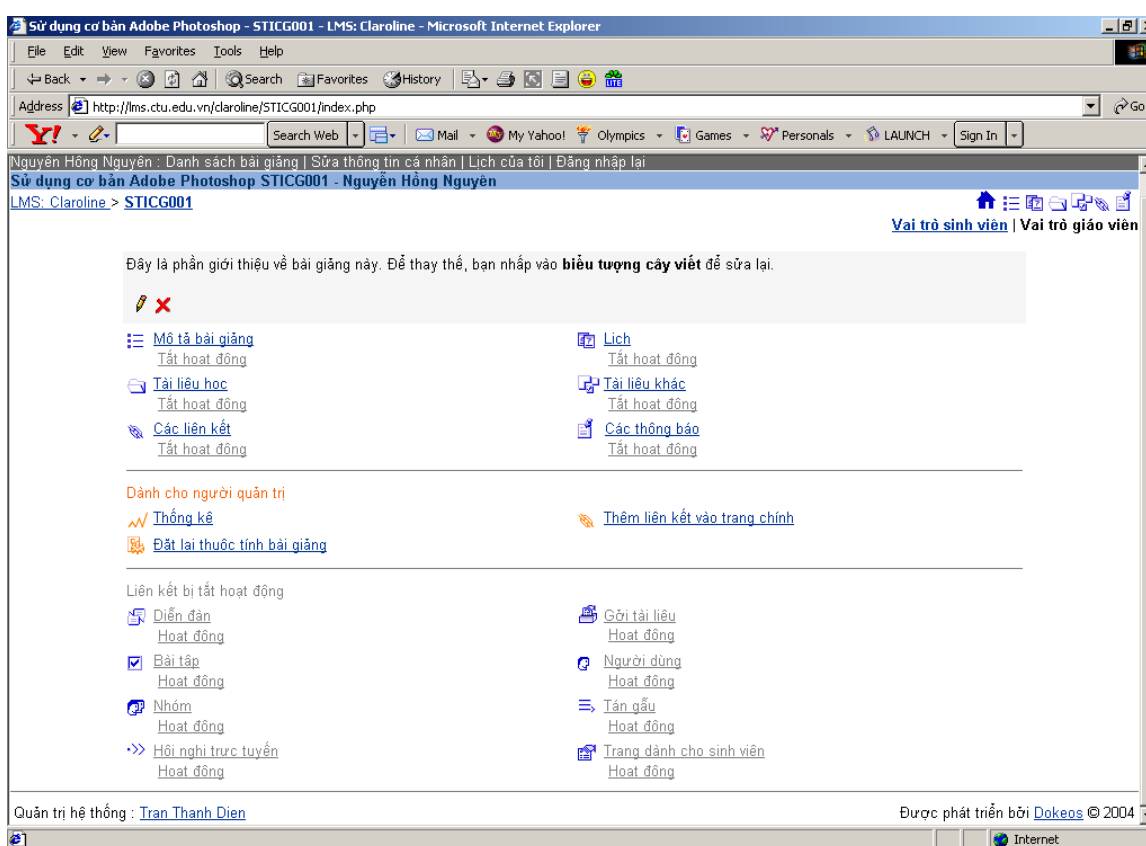 Sử dụng cơ bản Adobe Photoshop - STICG001 - LMS: Claroline - Microsoft Internet Explorer
File Edit View Favorites Tools Help
Back Search Favorites History
Address http://lms.ctu.edu.vn/claroline/STICG001/index.php Go
Y! Search Web Mail My Yahoo! Olympics Games Personals LAUNCH Sign In
Nguyễn Hồng Nguyên : Danh sách bài giảng | Sửa thông tin cá nhân | Lịch của tôi | Đăng nhập lại
Sử dụng cơ bản Adobe Photoshop STICG001 - Nguyễn Hồng Nguyên
LMS: Claroline > STICG001
Vai trò sinh viên | Vai trò giáo viên
Đây là phần giới thiệu về bài giảng này. Để thay thế, bạn nhấp vào biểu tượng cây viết để sửa lại.
Mô tả bài giảng Lịch
Tắt hoạt động Tắt hoạt động
Tài liệu học Tài liệu khác
Tắt hoạt động Tắt hoạt động
Các liên kết Các thông báo
Tắt hoạt động Tắt hoạt động
Dành cho người quản trị
Thống kê Thêm liên kết vào trang chính
Đặt lại thuộc tính bài giảng
Liên kết bị tắt hoạt động
Diễn đàn Gởi tài liệu
Hoạt động Hoạt động
Bài tập Người dùng
Hoạt động Hoạt động
Nhóm Tán gẫu
Hoạt động Hoạt động
Hội nghị trực tuyến Trang dành cho sinh viên
Hoạt động Hoạt động
Quản trị hệ thống : Tran Thanh Dien Được phát triển bởi Dokeos © 2004
Internet